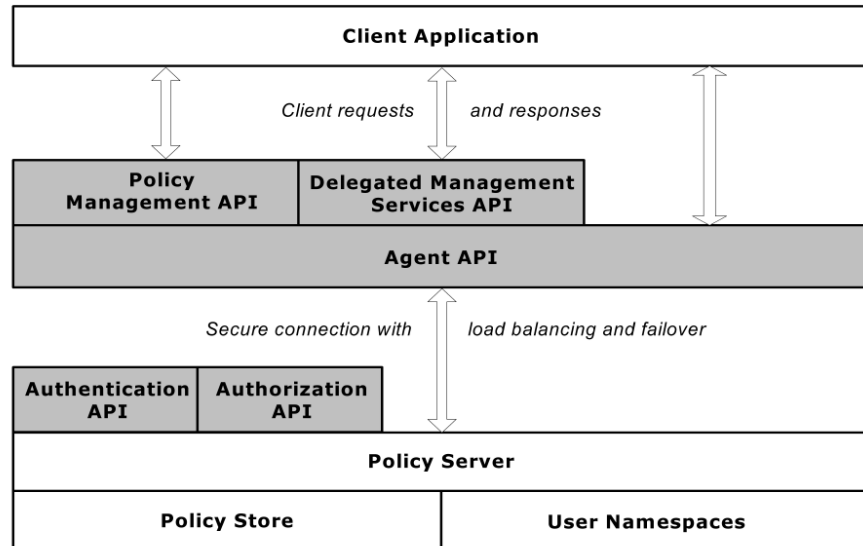 Client Application
Client requests and responses
Policy
Management API
Delegated Management
Services API
Agent API
Secure connection with load balancing and failover
Authentication
API
Authorization
API
Policy Server
Policy Store
User Namespaces